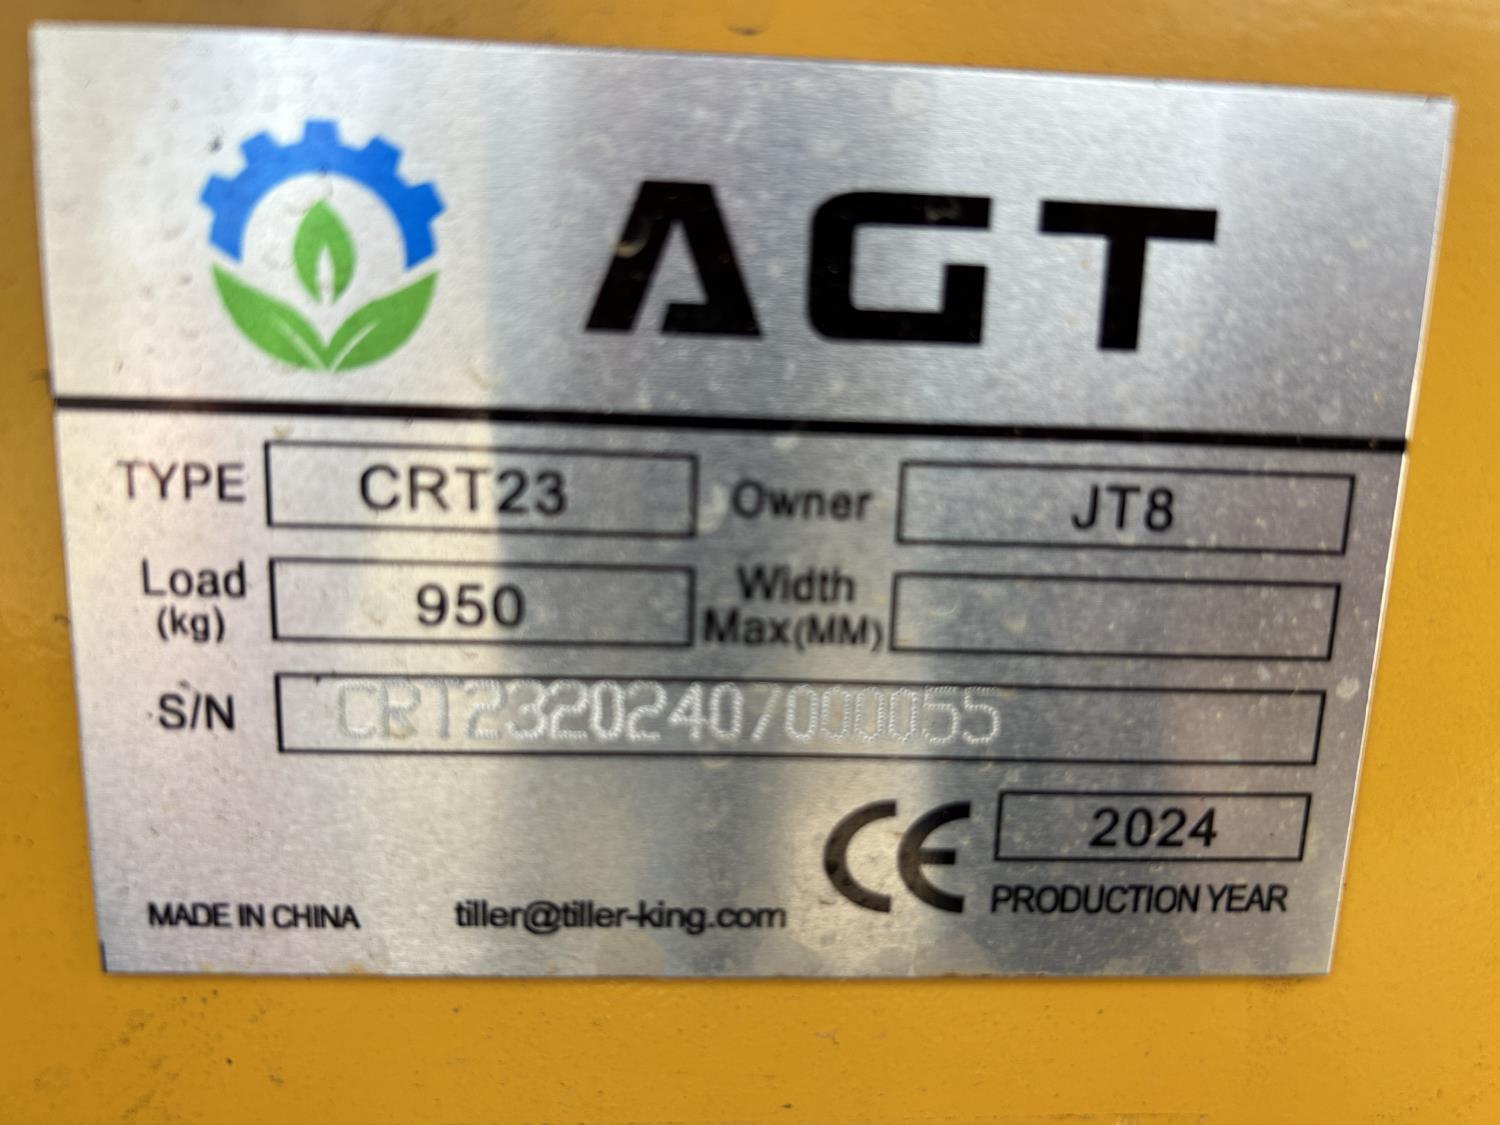 AGT
TYPE CRT23 Owner JT8
Load (kg) 950 Width Max(MM)
S/N CRT23202407000055
CE 2024
MADE IN CHINA tiller@tiller-king.com PRODUCTION YEAR